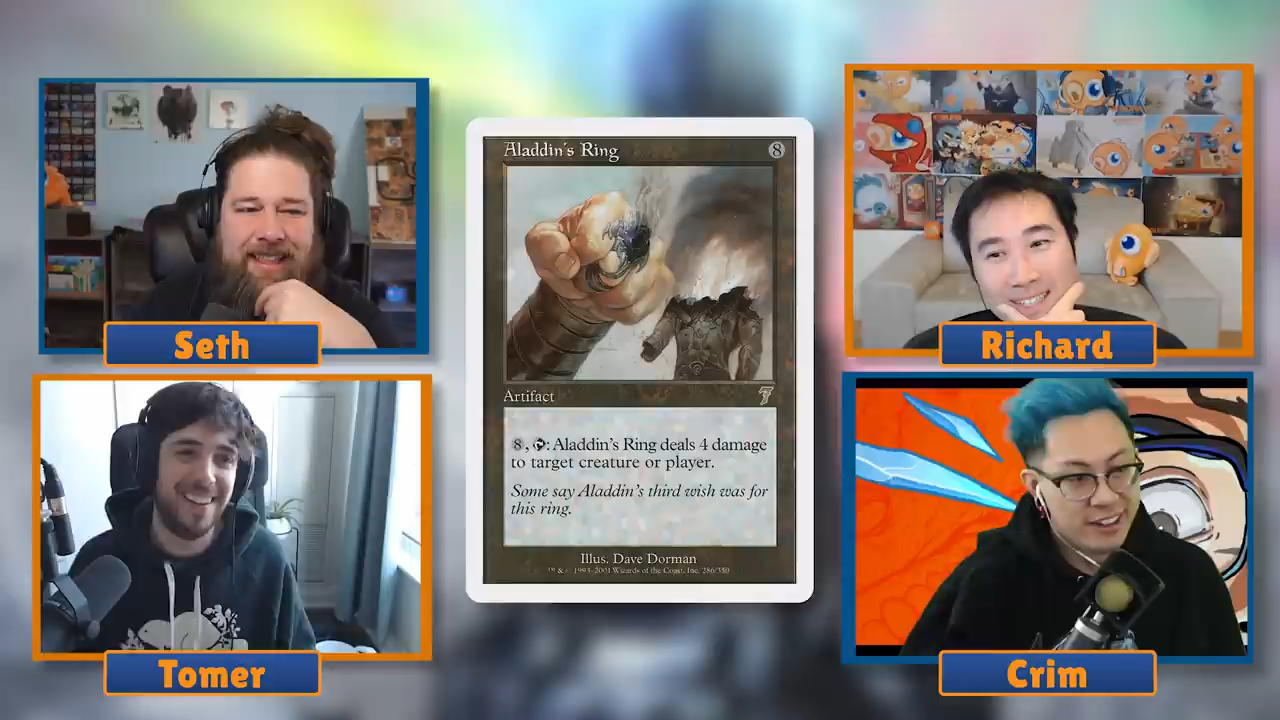 Seth
Tomer
Aladdin's Ring
8
Artifact
8, : Aladdin's Ring deals 4 damage
to target creature or player.
Some say Aladdin's third wish was for
this ring.
Illus. Dave Dorman
™ & © 1993-2001 Wizards of the Coast, Inc. 286/350
Richard
Crim